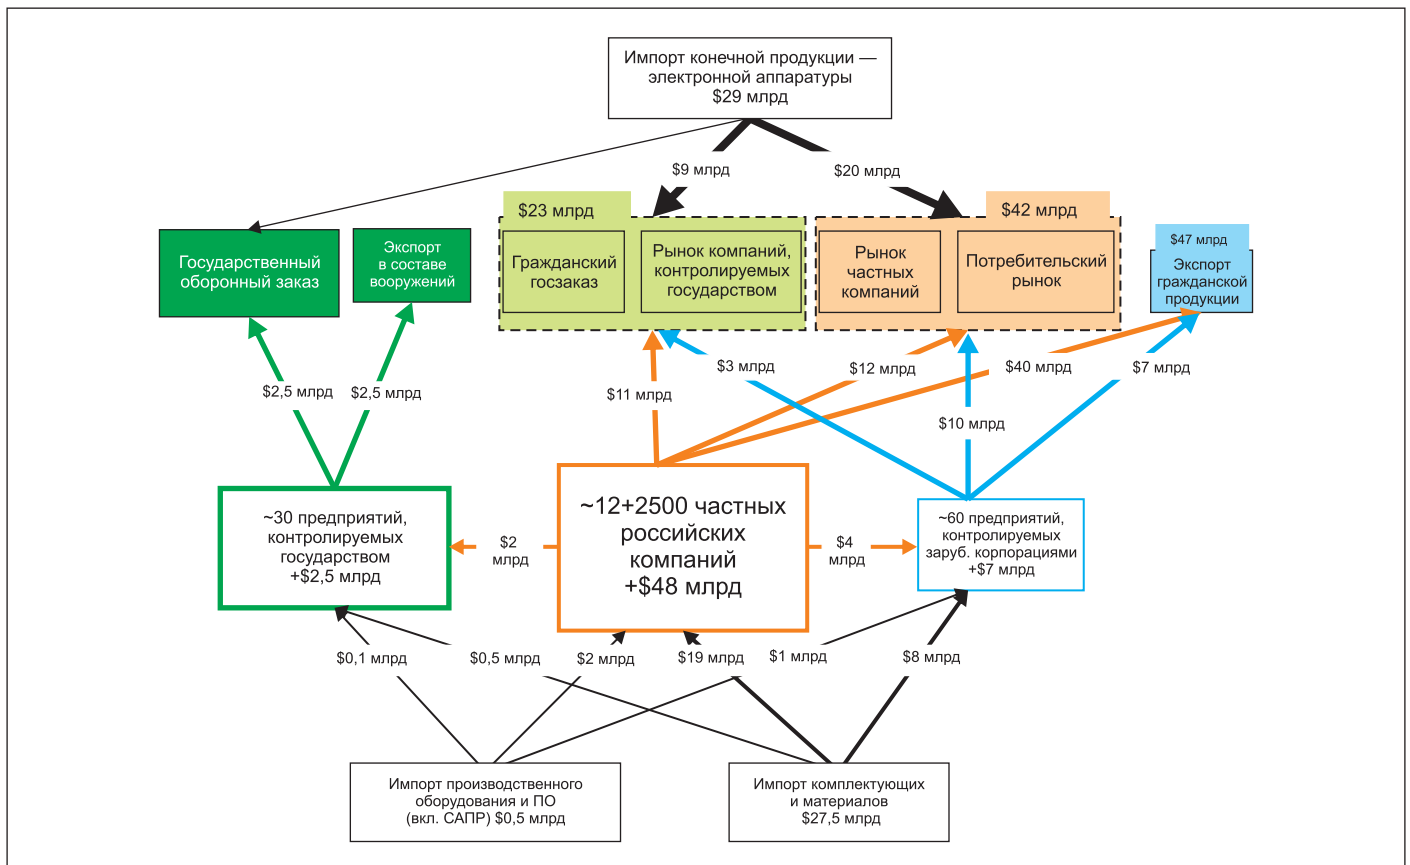 Импорт конечной продукции —
электронной аппаратуры
$29 млрд
$9 млрд
$20 млрд
$23 млрд
$42 млрд
$47 млрд
Государственный
оборонный заказ
Экспорт
в составе
вооружений
Гражданский
госзаказ
Рынок компаний,
контролируемых
государством
Рынок
частных
компаний
Потребительский
рынок
Экспорт
гражданской
продукции
$2,5 млрд
$2,5 млрд
$11 млрд
$3 млрд
$12 млрд
$40 млрд
$7 млрд
$10 млрд
~30 предприятий,
контролируемых
государством
+$2,5 млрд
$2
млрд
~12+2500 частных
российских
компаний
+$48 млрд
$4
млрд
~60 предприятий,
контролируемых
заруб. корпорациями
+$7 млрд
$0,1 млрд
$0,5 млрд
$2 млрд
$19 млрд
$1 млрд
$8 млрд
Импорт производственного
оборудования и ПО
(вкл. САПР) $0,5 млрд
Импорт комплектующих
и материалов
$27,5 млрд